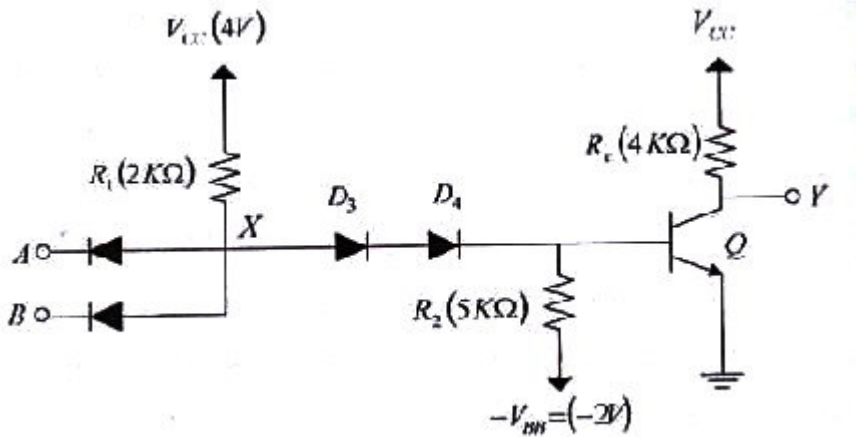 V_CC (4V)
V_CC
R_1 (2KΩ)
R_c (4KΩ)
D_3
D_4
X
Y
A
Q
B
R_2 (5KΩ)
-V_BB=(-2V)